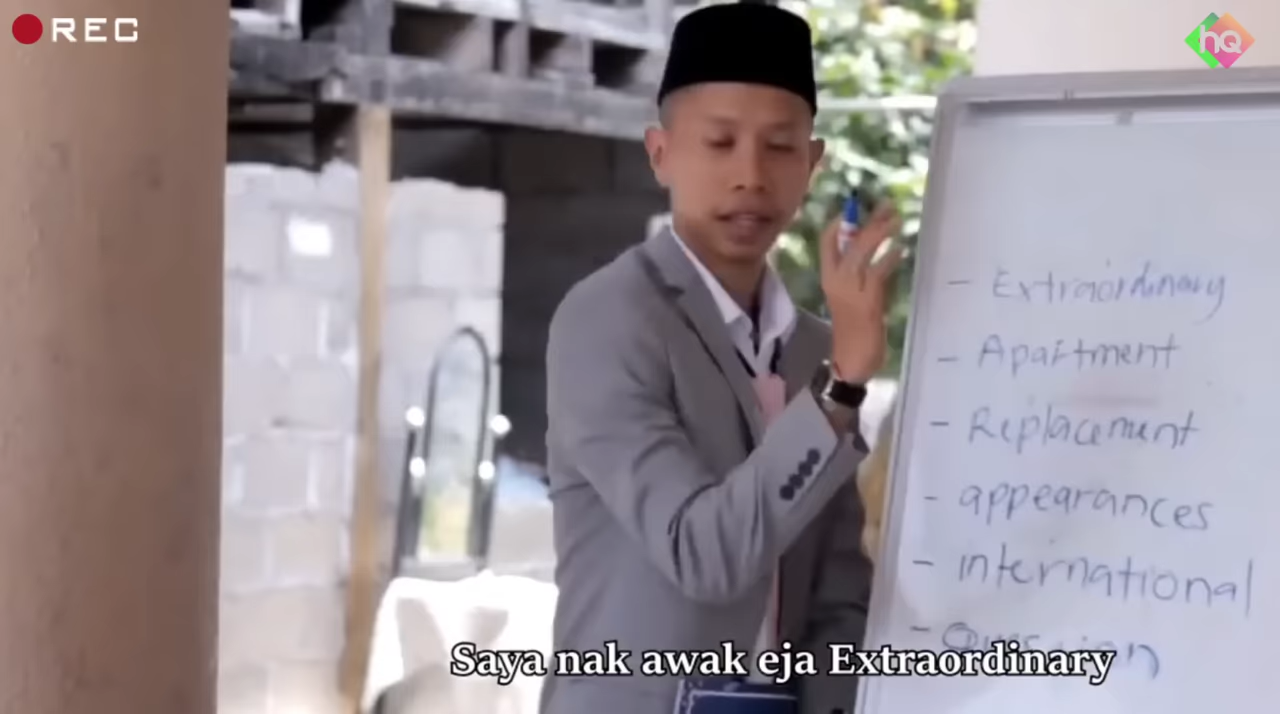 REC
hQ
- Extraordinary
- Apartment
- Replacement
- appearances
- international
Saya nak awak eja Extraordinary